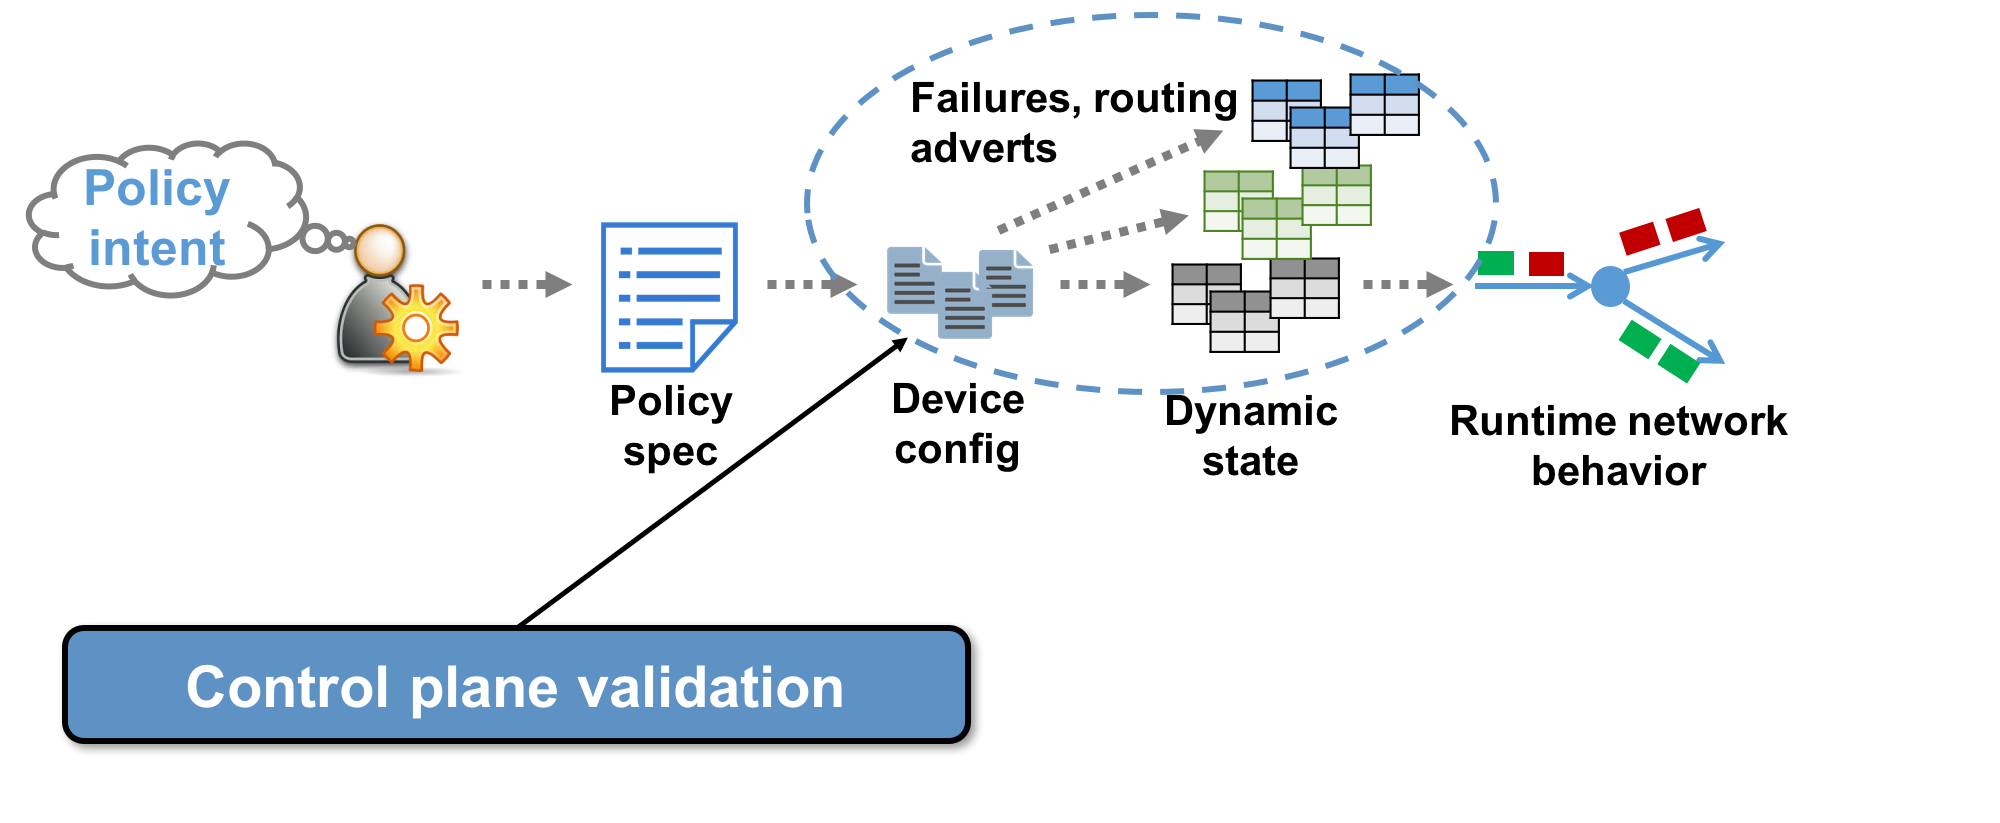 Failures, routing
adverts
Policy
intent
Policy
spec
Device
config
Dynamic
state
Runtime network
behavior
Control plane validation